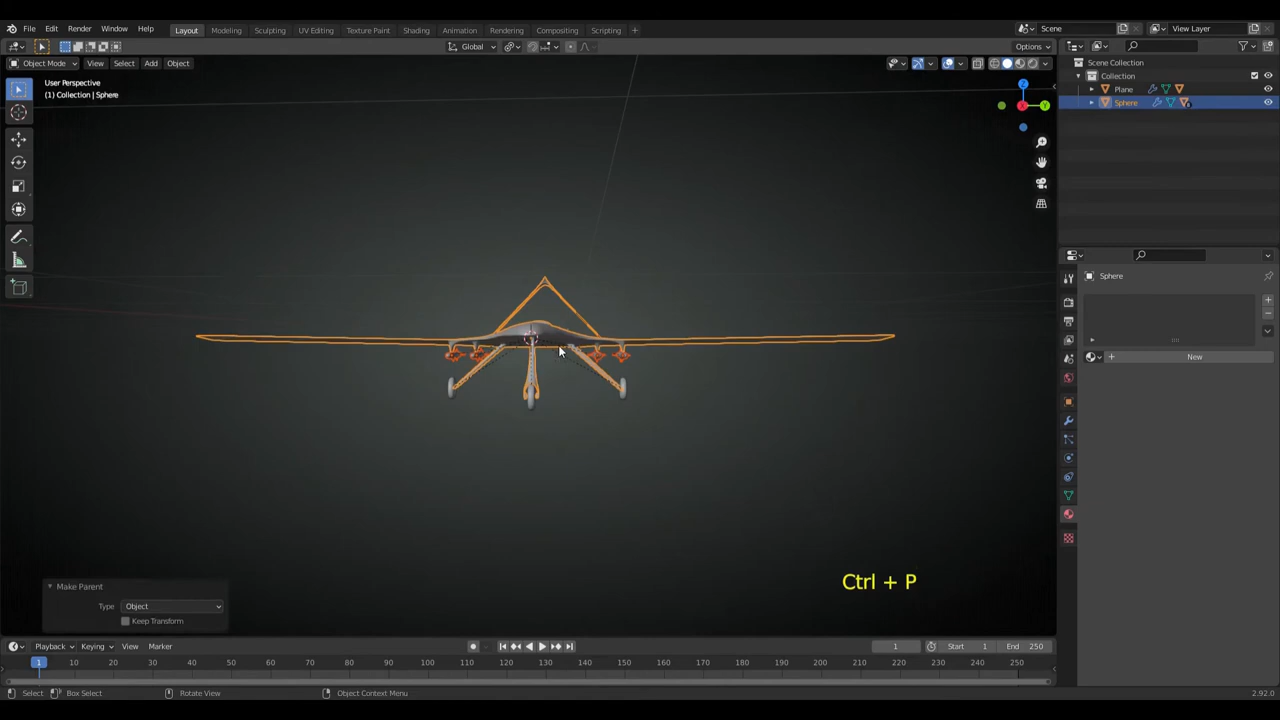 File Edit Render Window Help
Layout Modeling Sculpting UV Editing Texture Paint Shading Animation Rendering Compositing Scripting
Scene
View Layer
Global
Options
Object Mode View Select Add Object
User Perspective
(1) Collection | Sphere
Z
Y
Scene Collection
Collection
Plane
Sphere
Sphere
New
Ctrl + P
Make Parent
Type Object
Keep Transform
Playback Keying View Marker
1
Start 1
End 250
1 10 20 30 40 50 60 70 80 90 100 110 120 130 140 150 160 170 180 190 200 210 220 230 240 250
Select Box Select Rotate View Object Context Menu
2.92.0